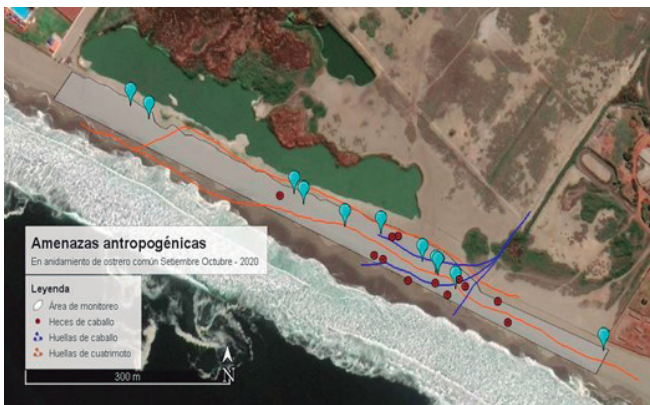 Amenazas antropogénicas
En anidamiento de ostrero común Setiembre Octubre - 2020
Leyenda
Área de monitoreo
Heces de caballo
Huellas de caballo
Huellas de cuatrimoto
300 m
N